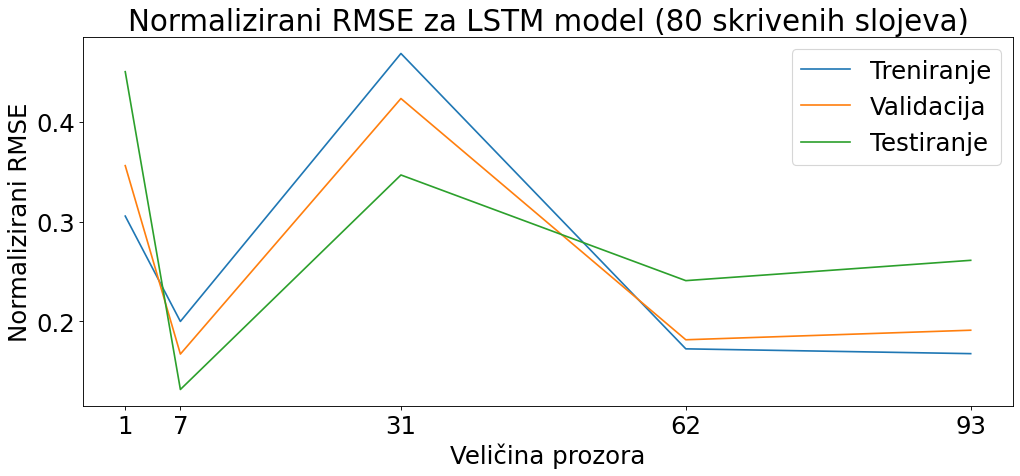 Normalizirani RMSE za LSTM model (80 skrivenih slojeva)
Normalizirani RMSE
0.4
0.3
0.2
Treniranje
Validacija
Testiranje
1 7 31 62 93
Veličina prozora